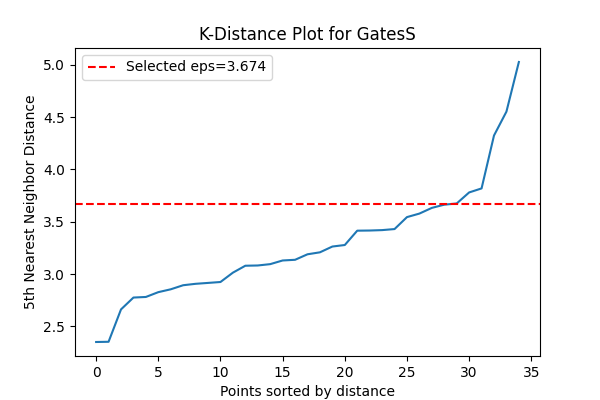 K-Distance Plot for GatesS
Selected eps=3.674
5th Nearest Neighbor Distance
5.0
4.5
4.0
3.5
3.0
2.5
0 5 10 15 20 25 30 35
Points sorted by distance